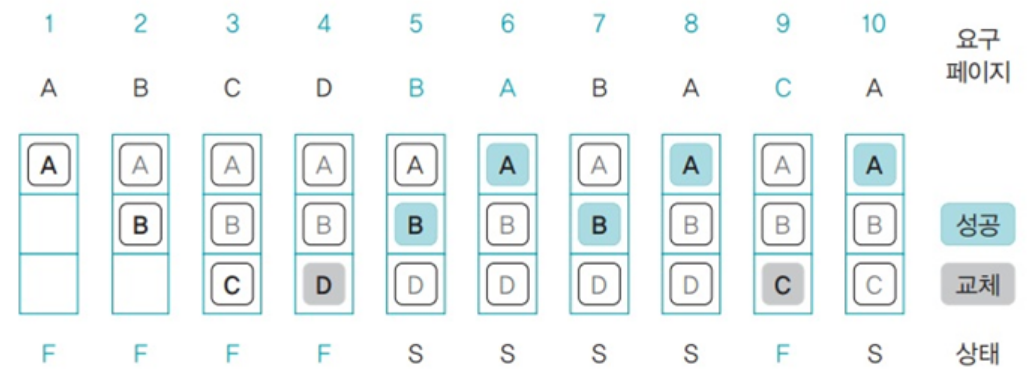 1 2 3 4 5 6 7 8 9 10 요구
A B C D B A B A C A 페이지
A A A A A A A A A A
B B B B B B B B B 성공
C D D D D D C C 교체
F F F F S S S S F S 상태